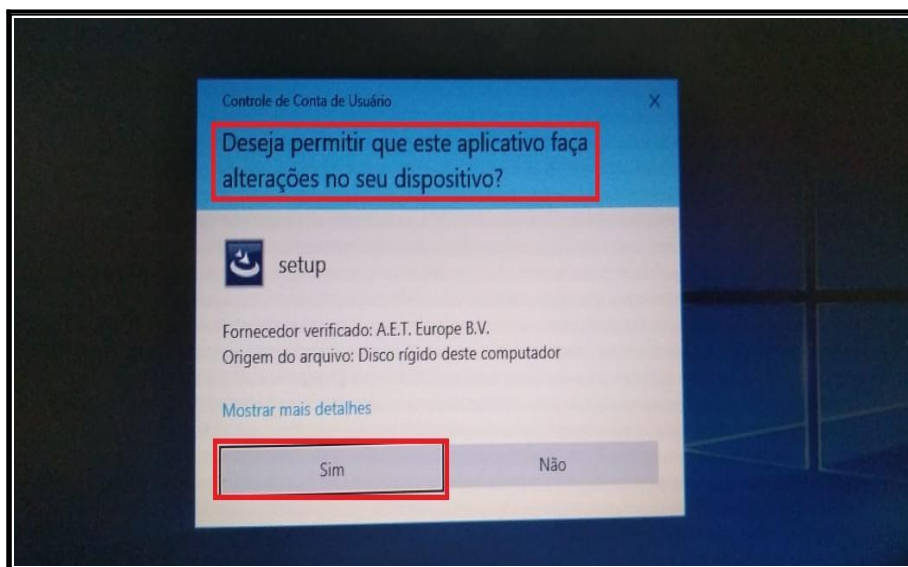 Controle de Conta de Usuário
X
Deseja permitir que este aplicativo faça
alterações no seu dispositivo?
setup
Fornecedor verificado: A.E.T. Europe B.V.
Origem do arquivo: Disco rígido deste computador
Mostrar mais detalhes
Sim
Não